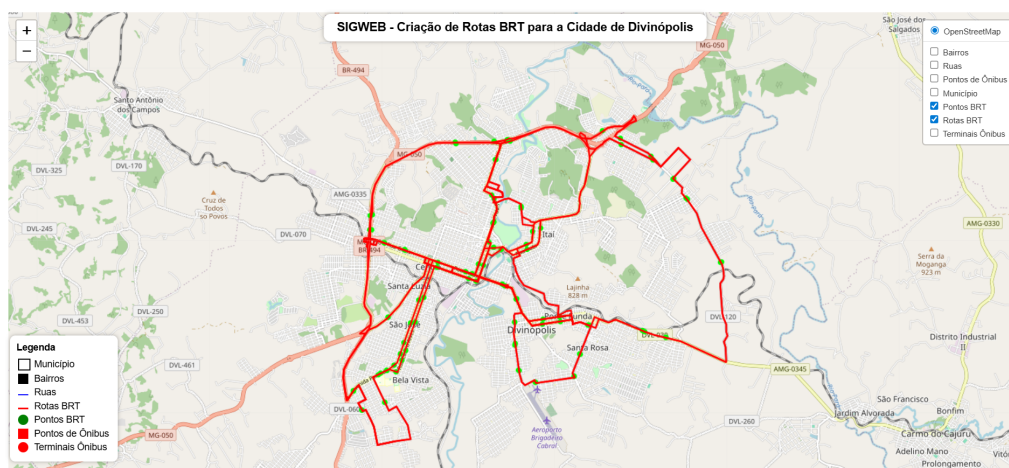 SIGWEB - Criação de Rotas BRT para a Cidade de Divinópolis
+
−
São José dos
Salgados
MG-050
BR-494
OpenStreetMap
Bairros
Ruas
Pontos de Ônibus
Município
Pontos BRT
Rotas BRT
Terminais Ônibus
Santo Antônio
dos Campos
MG-050
DVL-325
DVL-170
AMG-0335
Cruz de
Todos
so Povos
DVL-245
DVL-070
BR-494
Itaí
AMG-0330
Serra da
Moganga
923 m
Santa Luzia
Lajinha
828 m
DVL-250
DVL-453
São José
Divinópolis
DVL-120
Santa Rosa
Distrito Industrial
II
DVL-461
Bela Vista
AMG-0345
DVL-060
São Francisco
Jardim Alvorada
Bonfim
DVL-260
MG-050
Aeroporto
Brigadeiro
Cabral
Carmo do Cajuru
Adelino Mano
Prolongamento
Legenda
Município
Bairros
Ruas
Rotas BRT
Pontos BRT
Pontos de Ônibus
Terminais Ônibus